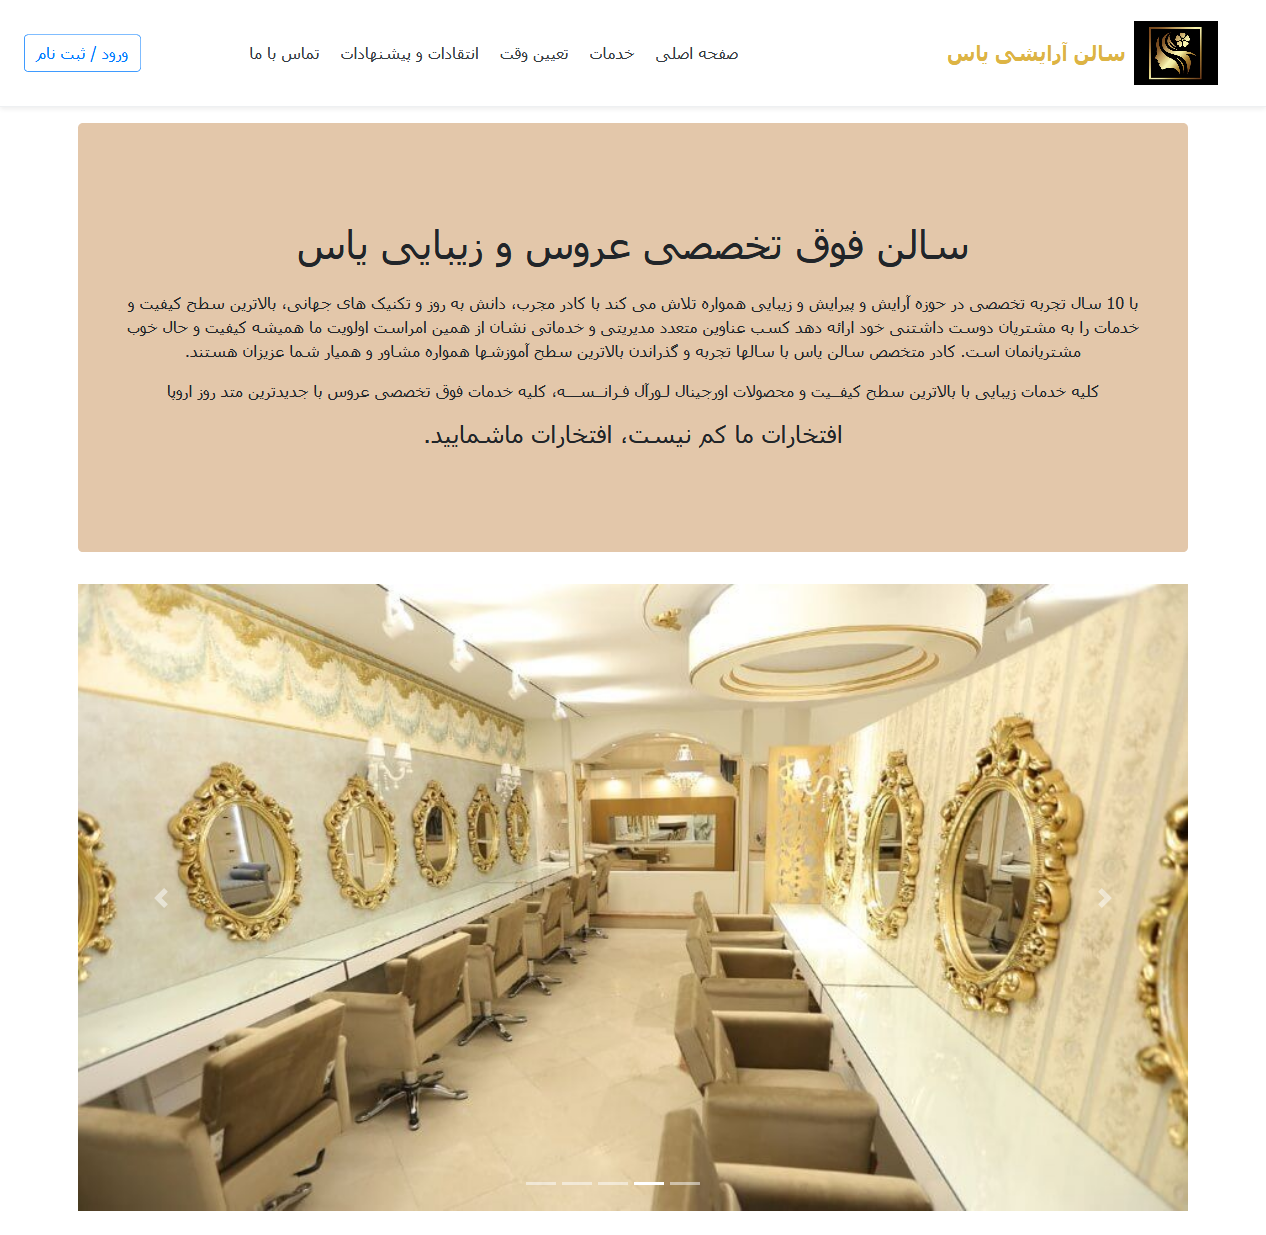 سالن آرایشی یاس
صفحه اصلی
خدمات
تعیین وقت
انتقادات و پیشنهادات
تماس با ما
ورود / ثبت نام
سالن فوق تخصصی عروس و زیبایی یاس
با 10 سال تجربه تخصصی در حوزه آرایش و پیرایش و زیبایی همواره تلاش می کند با کادر مجرب، دانش به روز و تکنیک های جهانی، بالاترین سطح کیفیت و
خدمات را به مشتریان دوست داشتنی خود ارائه دهد کسب عناوین متعدد مدیریتی و خدماتی نشان از همین امراست اولویت ما همیشه کیفیت و حال خوب
مشتریانمان است. کادر متخصص سالن یاس با سالها تجربه و گذراندن بالاترین سطح آموزشها همواره مشاور و همیار شما عزیزان هستند.
کلیه خدمات زیبایی با بالاترین سطح کیفــیت و محصولات اورجینال لـورآل فـرانــســـه، کلیه خدمات فوق تخصصی عروس با جدیدترین متد روز اروپا
افتخارات ما کم نیست، افتخارات ماشمایید.